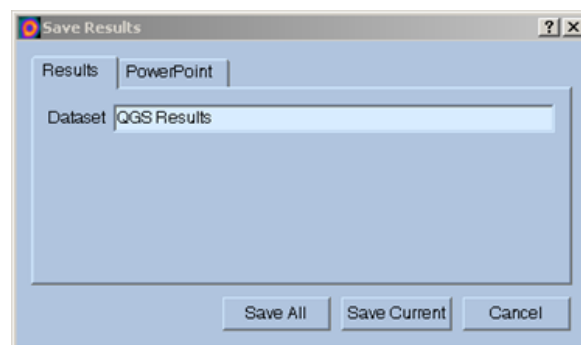 Save Results
Results PowerPoint
Dataset QGS Results
Save All Save Current Cancel